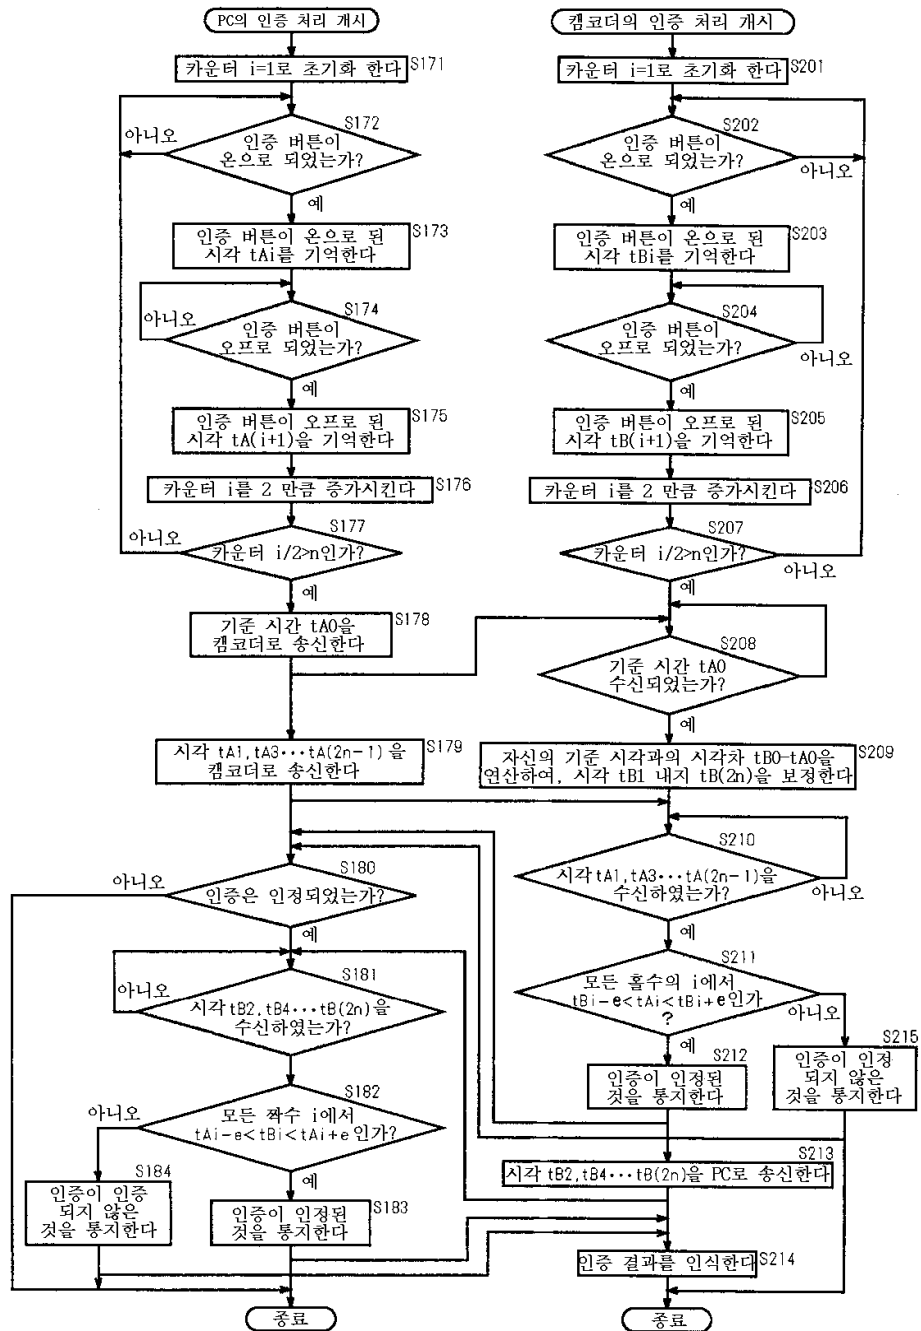 PC의 인증 처리 개시
카운터 i=1로 초기화 한다
S171
S172
아니오
인증 버튼이
온으로 되었는가?
예
인증 버튼이 온으로 된
시각 tAi를 기억한다
S173
S174
아니오
인증 버튼이
오프로 되었는가?
예
인증 버튼이 오프로 된
시각 tA(i+1)을 기억한다
S175
카운터 i를 2 만큼 증가시킨다
S176
S177
아니오
카운터 i/2>n인가?
예
기준 시간 tA0을
캠코더로 송신한다
S178
시각 tA1,tA3···tA(2n-1)을
캠코더로 송신한다
S179
S180
아니오
인증은 인정되었는가?
예
S181
아니오
시각 tB2,tB4···tB(2n)을
수신하였는가?
S182
아니오
모든 짝수 i에서
tAi-e<tBi<tAi+e인가?
예
S184
인증이 인증
되지 않은
것을 통지한다
인증이 인정된
것을 통지한다
S183
종료
캠코더의 인증 처리 개시
카운터 i=1로 초기화 한다
S201
S202
인증 버튼이
온으로 되었는가?
아니오
예
인증 버튼이 온으로 된
시각 tBi를 기억한다
S203
S204
인증 버튼이
오프로 되었는가?
아니오
예
인증 버튼이 오프로 된
시각 tB(i+1)을 기억한다
S205
카운터 i를 2 만큼 증가시킨다
S206
S207
카운터 i/2>n인가?
아니오
예
S208
기준 시간 tA0
수신되었는가?
예
자신의 기준 시각과의 시각차 tB0-tA0을
연산하여, 시각 tB1 내지 tB(2n)을 보정한다
S209
S210
시각 tA1,tA3···tA(2n-1)을
수신하였는가?
아니오
예
S211
모든 홀수의 i에서
tBi-e<tAi<tBi+e인가
?
아니오
예
S212
인증이 인정된
것을 통지한다
S215
인증이 인정
되지 않은
것을 통지한다
S213
시각 tB2,tB4···tB(2n)을 PC로 송신한다
인증 결과를 인식한다
S214
종료